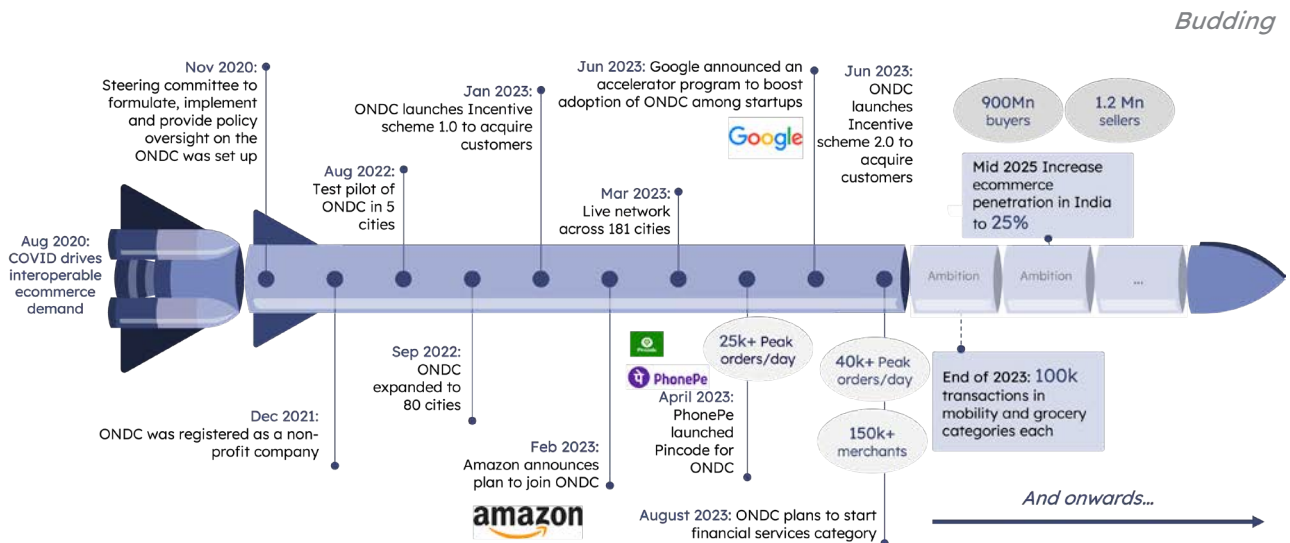 Budding
Nov 2020:
Steering committee to
formulate, implement
and provide policy
oversight on the
ONDC was set up
Jan 2023:
ONDC launches Incentive
scheme 1.0 to acquire
customers
Jun 2023: Google announced an
accelerator program to boost
adoption of ONDC among startups
Google
Jun 2023:
ONDC
launches
Incentive
scheme 2.0 to
acquire
customers
900Mn
buyers
1.2 Mn
sellers
Aug 2022:
Test pilot of
ONDC in 5
cities
Mar 2023:
Live network
across 181 cities
Mid 2025 Increase
ecommerce
penetration in India
to 25%
Aug 2020:
COVID drives
interoperable
ecommerce
demand
Ambition
Ambition
...
Dec 2021:
ONDC was registered as a non-
profit company
Sep 2022:
ONDC
expanded to
80 cities
Feb 2023:
Amazon announces
plan to join ONDC
amazon
Pincode
PhonePe
April 2023:
PhonePe
launched
Pincode for
ONDC
25k+ Peak
orders/day
40k+ Peak
orders/day
150k+
merchants
August 2023: ONDC plans to start
financial services category
End of 2023: 100k
transactions in
mobility and grocery
categories each
And onwards...